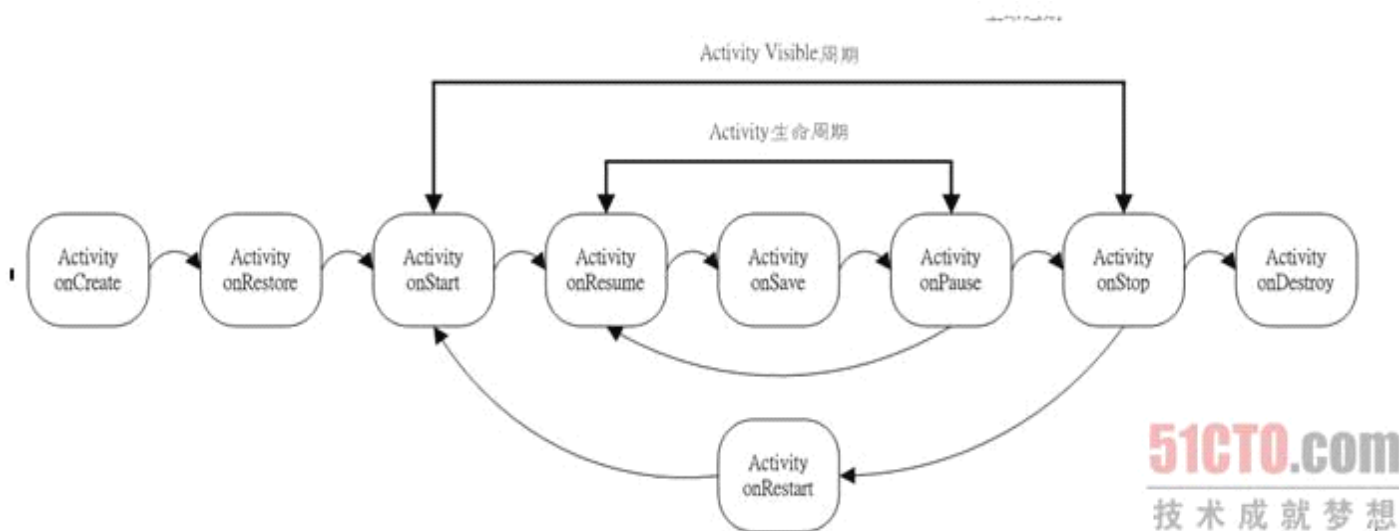 Activity Visible周期
Activity生命周期
Activity
onCreate
Activity
onRestore
Activity
onStart
Activity
onResume
Activity
onSave
Activity
onPause
Activity
onStop
Activity
onDestroy
Activity
onRestart
51CTO.com
技术成就梦想